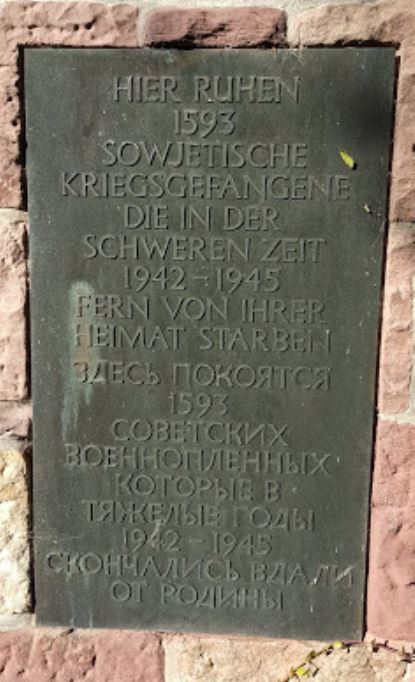 HIER RUHEN
1593
SOWJETISCHE
KRIEGSGEFANGENE
DIE IN DER
SCHWEREN ZEIT
1942 - 1945
FERN VON IHRER
HEIMAT STARBEN
ЗДЕСЬ ПОКОЯТСЯ
1593
СОВЕТСКИХ
ВОЕННОПЛЕННЫХ
КОТОРЫЕ В
ТЯЖЕЛЫЕ ГОДЫ
1942 - 1945
СКОНЧАЛИСЬ ВДАЛИ
ОТ РОДИНЫ